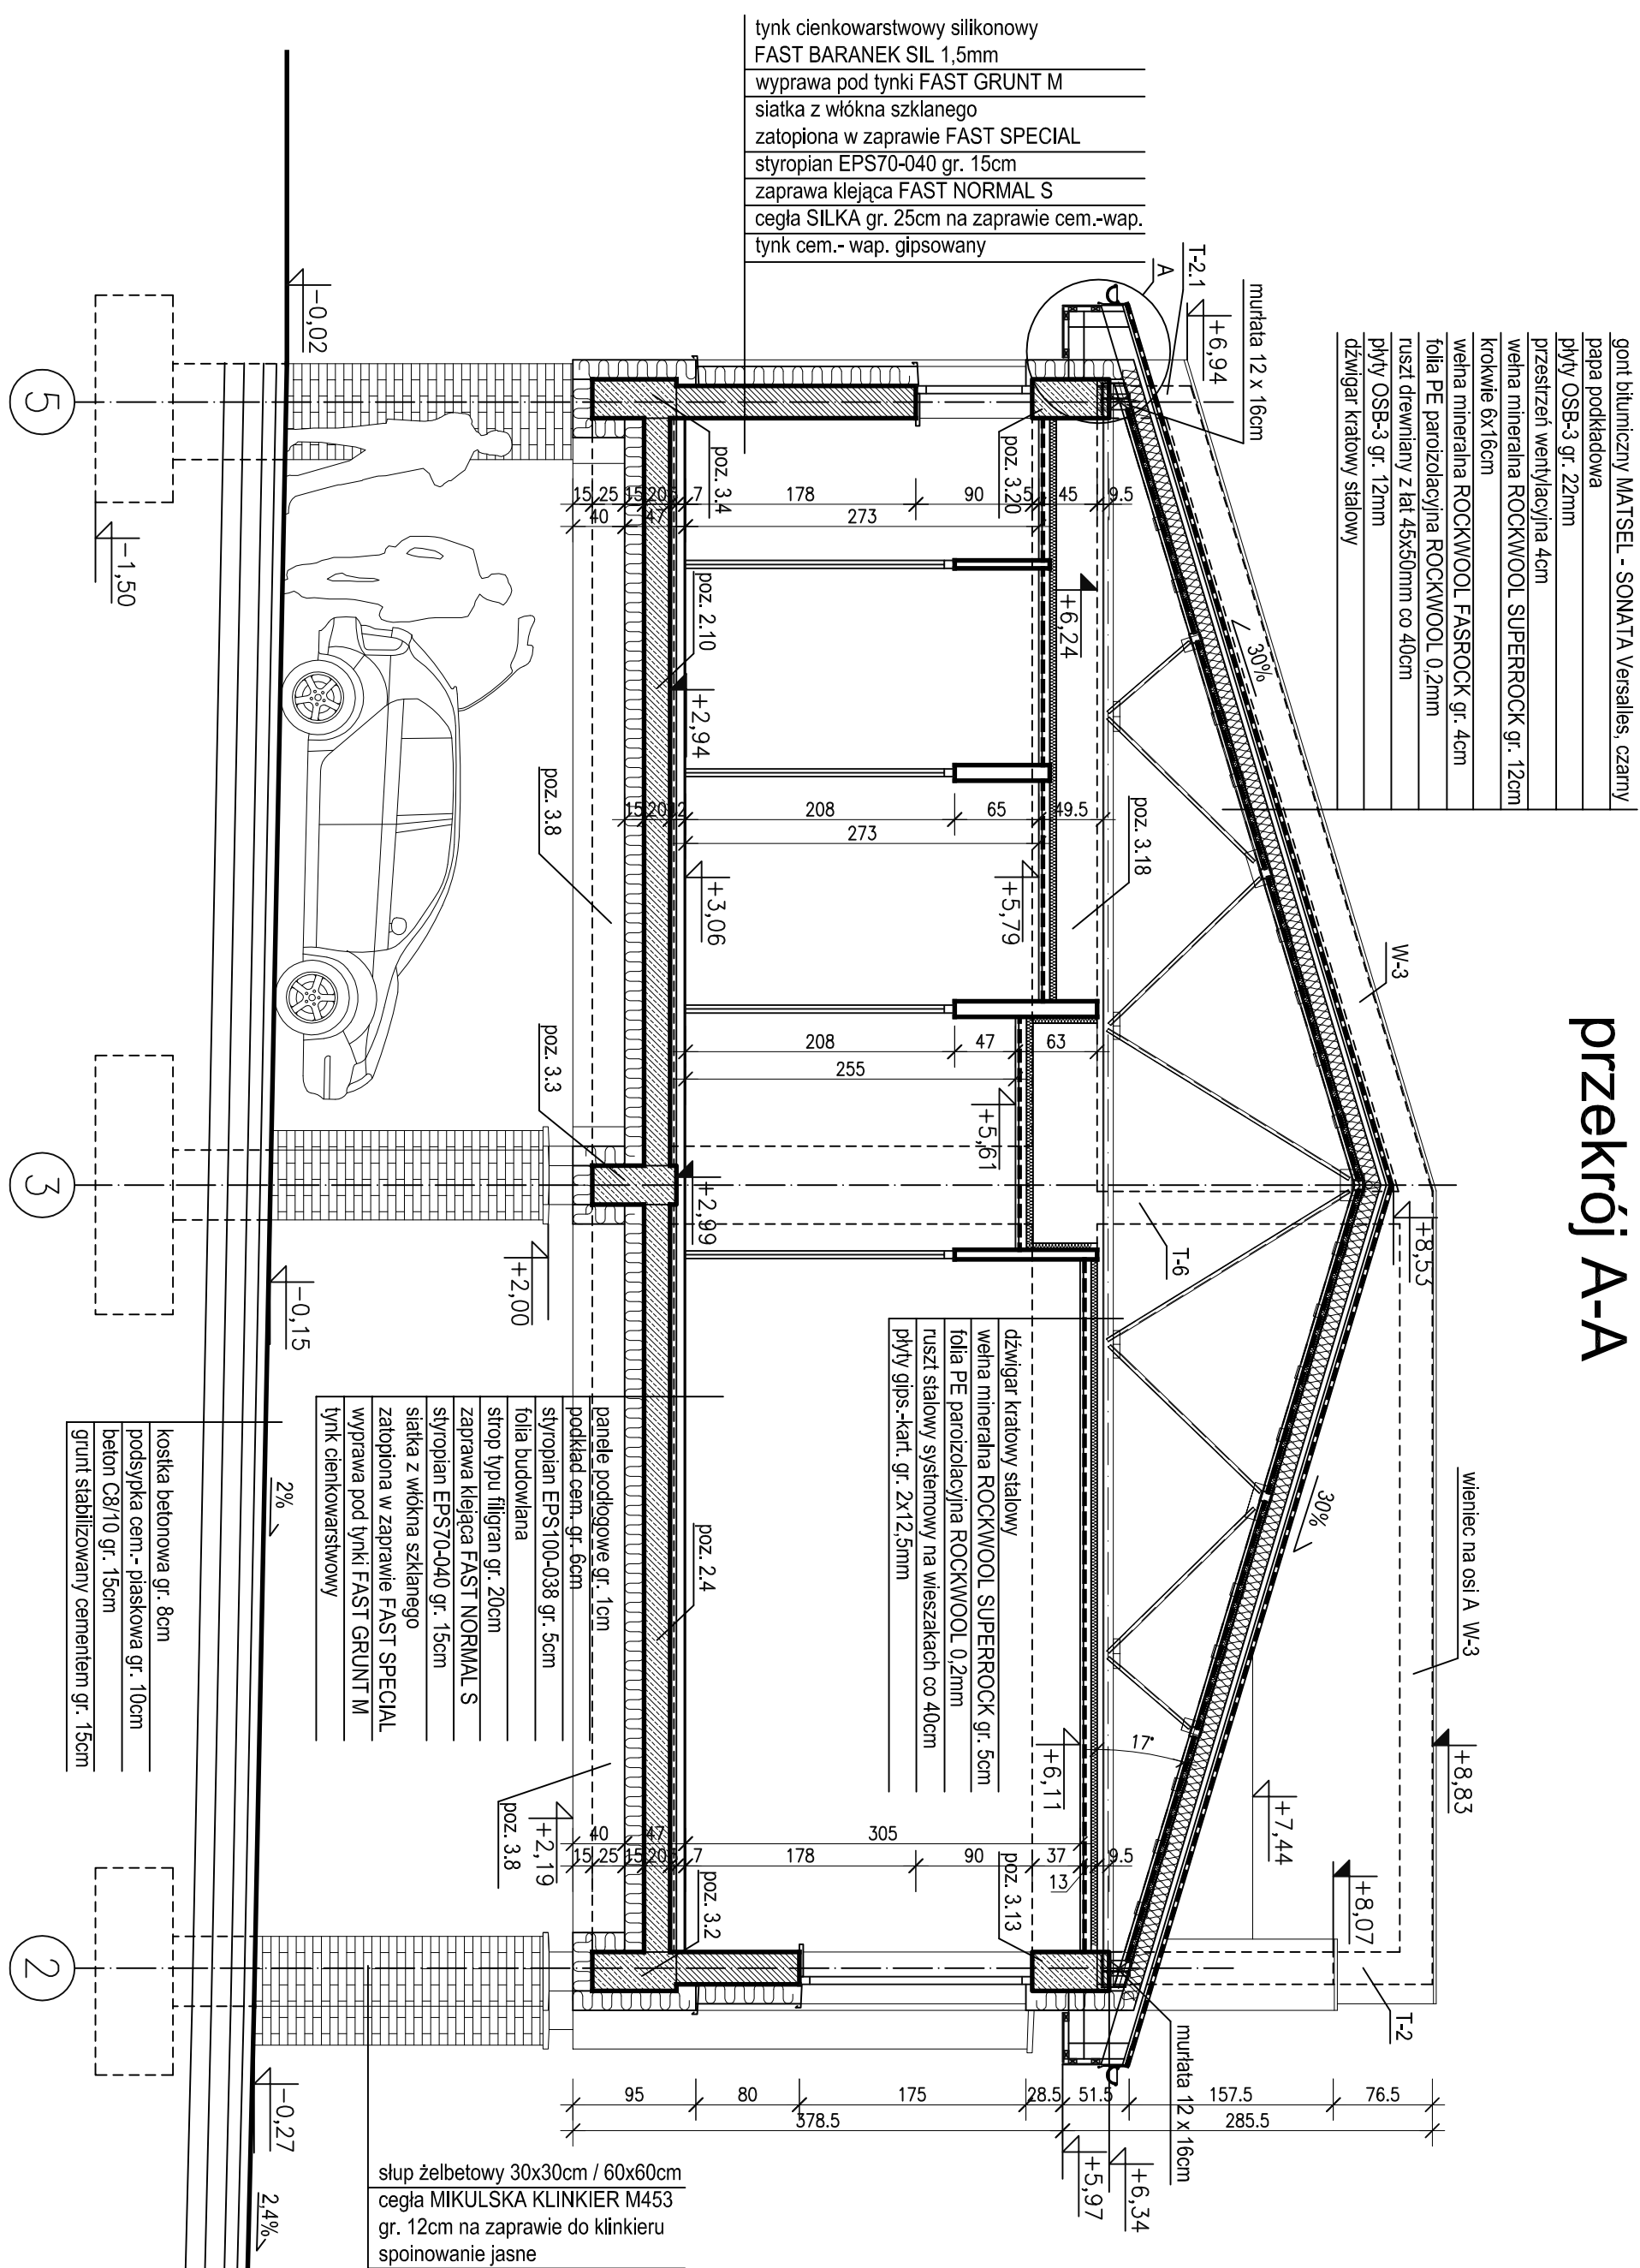 przekrój A-A
tynk cienkowarstwowy silikonowy
FAST BARANEK SIL 1,5mm
wyprawa pod tynki FAST GRUNT M
siatka z włókna szklanego
zatopiona w zaprawie FAST SPECIAL
styropian EPS70-040 gr. 15cm
zaprawa klejąca FAST NORMAL S
cegła SILKA gr. 25cm na zaprawie cem.-wap.
tynk cem.- wap. gipsowany
gont bitumiczny MATSEL - SONATA Versalles, czarny
papa podkładowa
płyty OSB-3 gr. 22mm
przestrzeń wentylacyjna 4cm
wełna mineralna ROCKWOOL SUPERROCK gr. 12cm
krokwie 6x16cm
wełna mineralna ROCKWOOL FASROCK gr. 4cm
folia PE paroizolacyjna ROCKWOOL 0,2mm
ruszt drewniany z łat 45x50mm co 40cm
płyty OSB-3 gr. 12mm
dźwigar kratowy stalowy
murłata 12 x 16cm
+6,94
T-2.1
A
30%
W-3
+8,53
wieniec na osi A W-3
30%
+8,83
+7,44
+8,07
T-2
murłata 12 x 16cm
T-6
17°
poz. 3.18
+6,24
poz. 3.20
poz. 3.4
15 25 15 20 5 7 178 90 5 45 9.5
40 47 273
poz. 2.10
+2,94
15 20 12 208 65 49.5
273
+3,06
+5,79
208 47 63
255
+5,61
+2,99
poz. 3.8
poz. 3.3
+2,00
-0,02
-1,50
-0,15
dźwigar kratowy stalowy
wełna mineralna ROCKWOOL SUPERROCK gr. 5cm
folia PE paroizolacyjna ROCKWOOL 0,2mm
ruszt stalowy systemowy na wieszakach co 40cm
płyty gips.-kart. gr. 2x12,5mm
+6,11
poz. 2.4
panele podłogowe gr. 1cm
podkład cem. gr. 6cm
styropian EPS100-038 gr. 5cm
folia budowlana
strop typu filigran gr. 20cm
zaprawa klejąca FAST NORMAL S
styropian EPS70-040 gr. 15cm
siatka z włókna szklanego
zatopiona w zaprawie FAST SPECIAL
wyprawa pod tynki FAST GRUNT M
tynk cienkowarstwowy
kostka betonowa gr. 8cm
podsypka cem.- piaskowa gr. 10cm
beton C8/10 gr. 15cm
grunt stabilizowany cementem gr. 15cm
2%
40 47 305
15 25 15 20 5 7 178 90 37 13 9.5
+2,19
poz. 3.8
poz. 3.2
poz. 3.13
95 80 175 28.5 51.5 157.5 76.5
378.5 285.5
+5,97
+6,34
-0,27
2,4%
słup żelbetowy 30x30cm / 60x60cm
cegła MIKULSKA KLINKIER M453
gr. 12cm na zaprawie do klinkieru
spoinowanie jasne
5
3
2